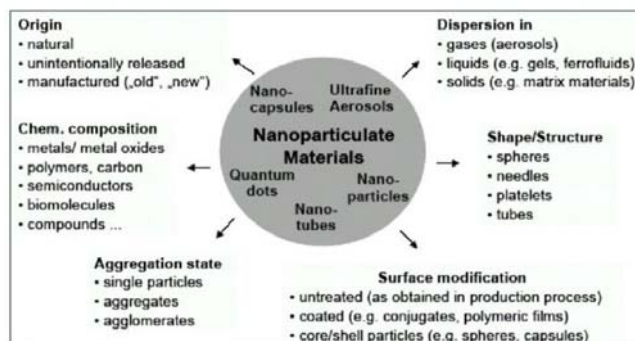 Origin
• natural
• unintentionally released
• manufactured („old“, „new“)
Dispersion in
• gases (aerosols)
• liquids (e.g. gels, ferrofluids)
• solids (e.g. matrix materials)
Nano-
capsules
Ultrafine
Aerosols
Nanoparticulate
Materials
Quantum
dots
Nano-
particles
Nano-
tubes
Chem. composition
• metals/ metal oxides
• polymers, carbon
• semiconductors
• biomolecules
• compounds ...
Shape/Structure
• spheres
• needles
• platelets
• tubes
Aggregation state
• single particles
• aggregates
• agglomerates
Surface modification
• untreated (as obtained in production process)
• coated (e.g. conjugates, polymeric films)
• core/shell particles (e.g. spheres, capsules)